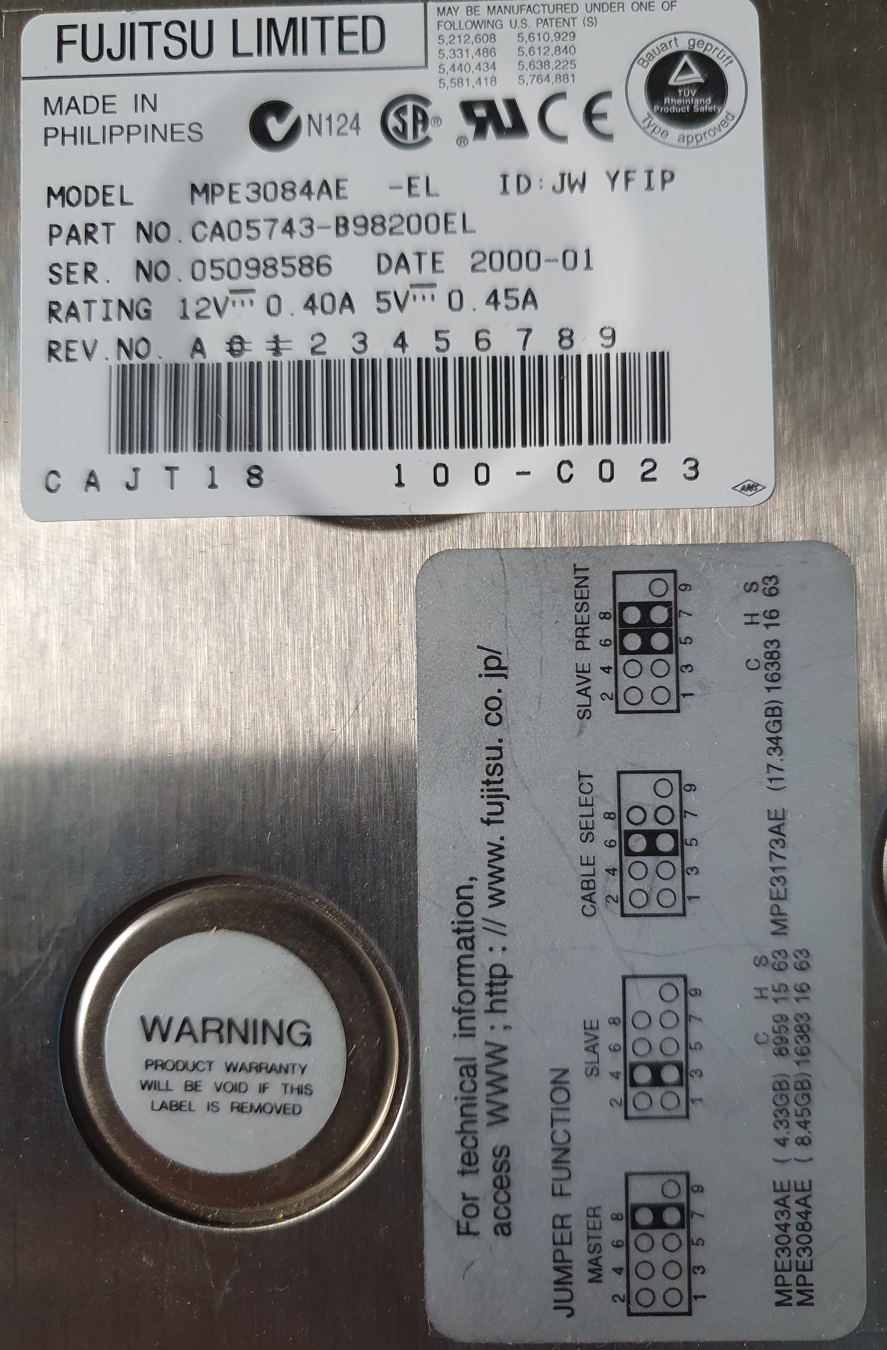 FUJITSU LIMITED
MAY BE MANUFACTURED UNDER ONE OF
FOLLOWING U.S. PATENT (S)
5,212,608 5,610,929
5,331,486 5,612,840
5,440,434 5,638,225
5,581,418 5,764,881
MADE IN
PHILIPPINES
N124
SA®
®
CE
Bauart geprüft
TÜV
Rheinland
Product Safety
Type approved
MODEL MPE3084AE -EL ID:JW YFIP
PART NO.CA05743-B98200EL
SER. NO.05098586 DATE 2000-01
RATING 12V⎓ 0.40A 5V⎓ 0.45A
REV.NO. A 0 1 2 3 4 5 6 7 8 9
CAJT18 100-C023
WARNING
PRODUCT WARRANTY
WILL BE VOID IF THIS
LABEL IS REMOVED
For technical information,
access WWW ; http : // www. fujitsu. co. jp/
JUMPER FUNCTION
MASTER SLAVE CABLE SELECT SLAVE PRESENT
2 4 6 8 2 4 6 8 2 4 6 8 2 4 6 8
1 3 5 7 9 1 3 5 7 9 1 3 5 7 9 1 3 5 7 9
C H S C H S
MPE3043AE ( 4.33GB) 8959 15 63 MPE3173AE (17.34GB) 16383 16 63
MPE3084AE ( 8.45GB) 16383 16 63